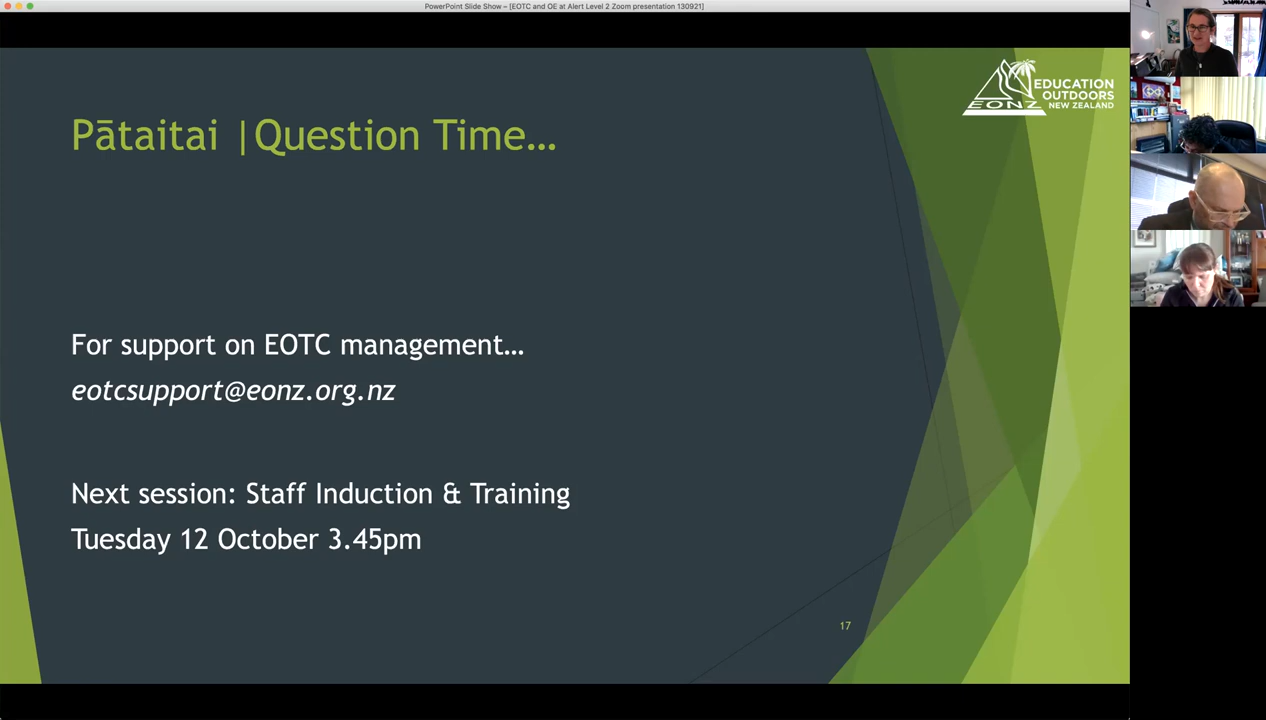 PowerPoint Slide Show – [EOTC and OE at Alert Level 2 Zoom presentation 130921]
EONZ
EDUCATION
OUTDOORS
NEW ZEALAND
Pātaitai |Question Time…
For support on EOTC management…
eotcsupport@eonz.org.nz
Next session: Staff Induction & Training
Tuesday 12 October 3.45pm
17